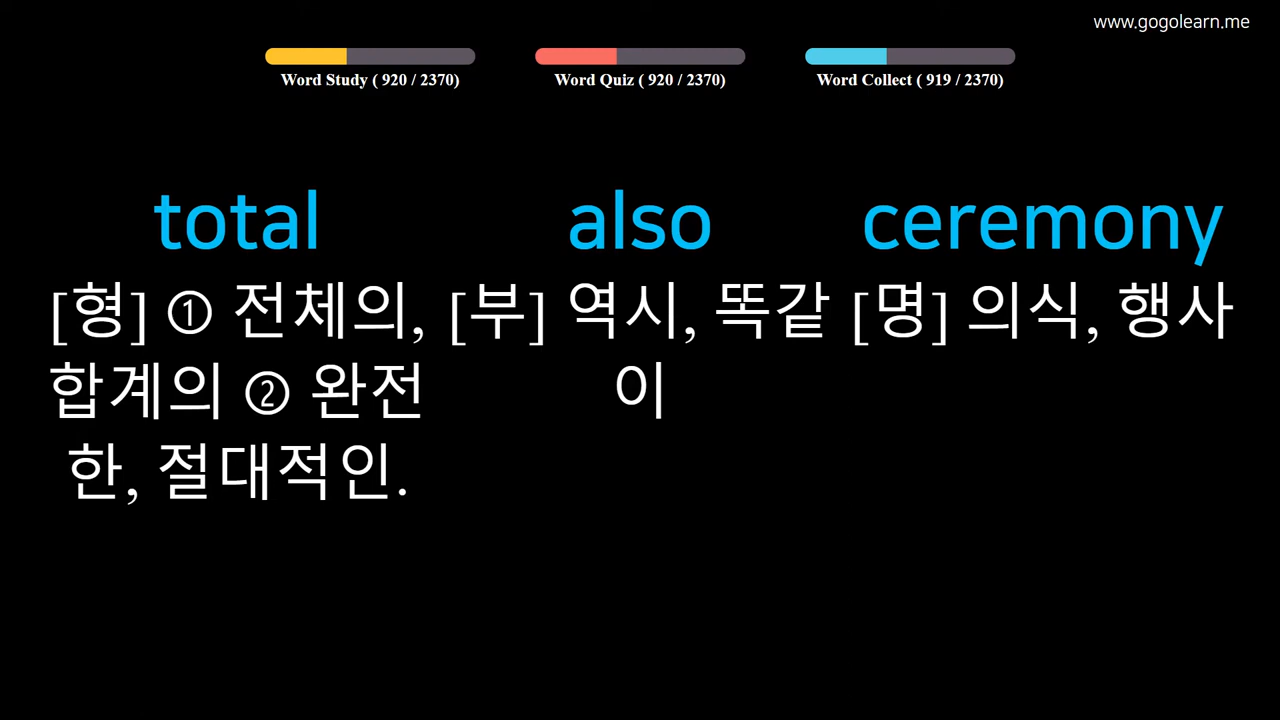 www.gogolearn.me
Word Study ( 920 / 2370)
Word Quiz ( 920 / 2370)
Word Collect ( 919 / 2370)
total
[형] ① 전체의,
합계의 ② 완전
한, 절대적인.
also
[부] 역시, 똑같
이
ceremony
[명] 의식, 행사